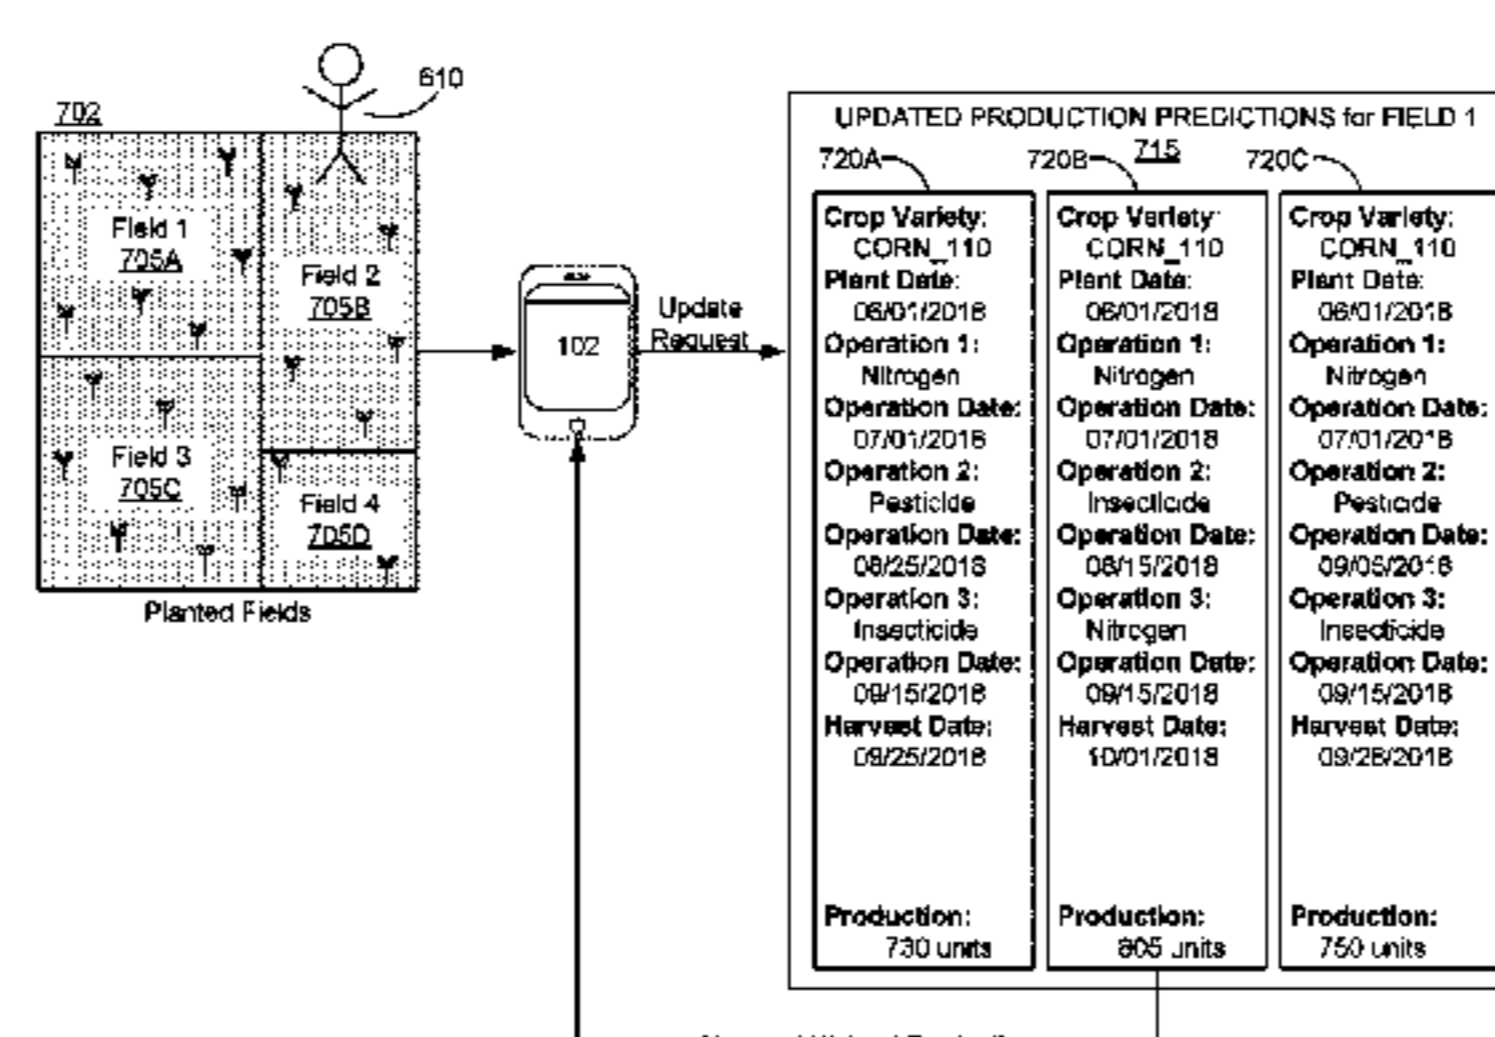 610
702
Field 1
705A
Field 2
705B
Field 3
705C
Field 4
705D
Planted Fields
102
Update
Request
UPDATED PRODUCTION PREDICTIONS for FIELD 1
715
720A
720B
720C
Crop Variety:
CORN_110
Plant Date:
06/01/2018
Operation 1:
Nitrogen
Operation Date:
07/01/2018
Operation 2:
Pesticide
Operation Date:
08/25/2018
Operation 3:
Insecticide
Operation Date:
09/15/2018
Harvest Date:
09/25/2018
Production:
730 units
Crop Variety:
CORN_110
Plant Date:
06/01/2018
Operation 1:
Nitrogen
Operation Date:
07/01/2018
Operation 2:
Insecticide
Operation Date:
08/15/2018
Operation 3:
Nitrogen
Operation Date:
09/15/2018
Harvest Date:
10/01/2018
Production:
units
Crop Variety:
CORN_110
Plant Date:
06/01/2018
Operation 1:
Nitrogen
Operation Date:
07/01/2018
Operation 2:
Pesticide
Operation Date:
09/05/2018
Operation 3:
Insecticide
Operation Date:
09/15/2018
Harvest Date:
09/28/2018
Production:
750 units